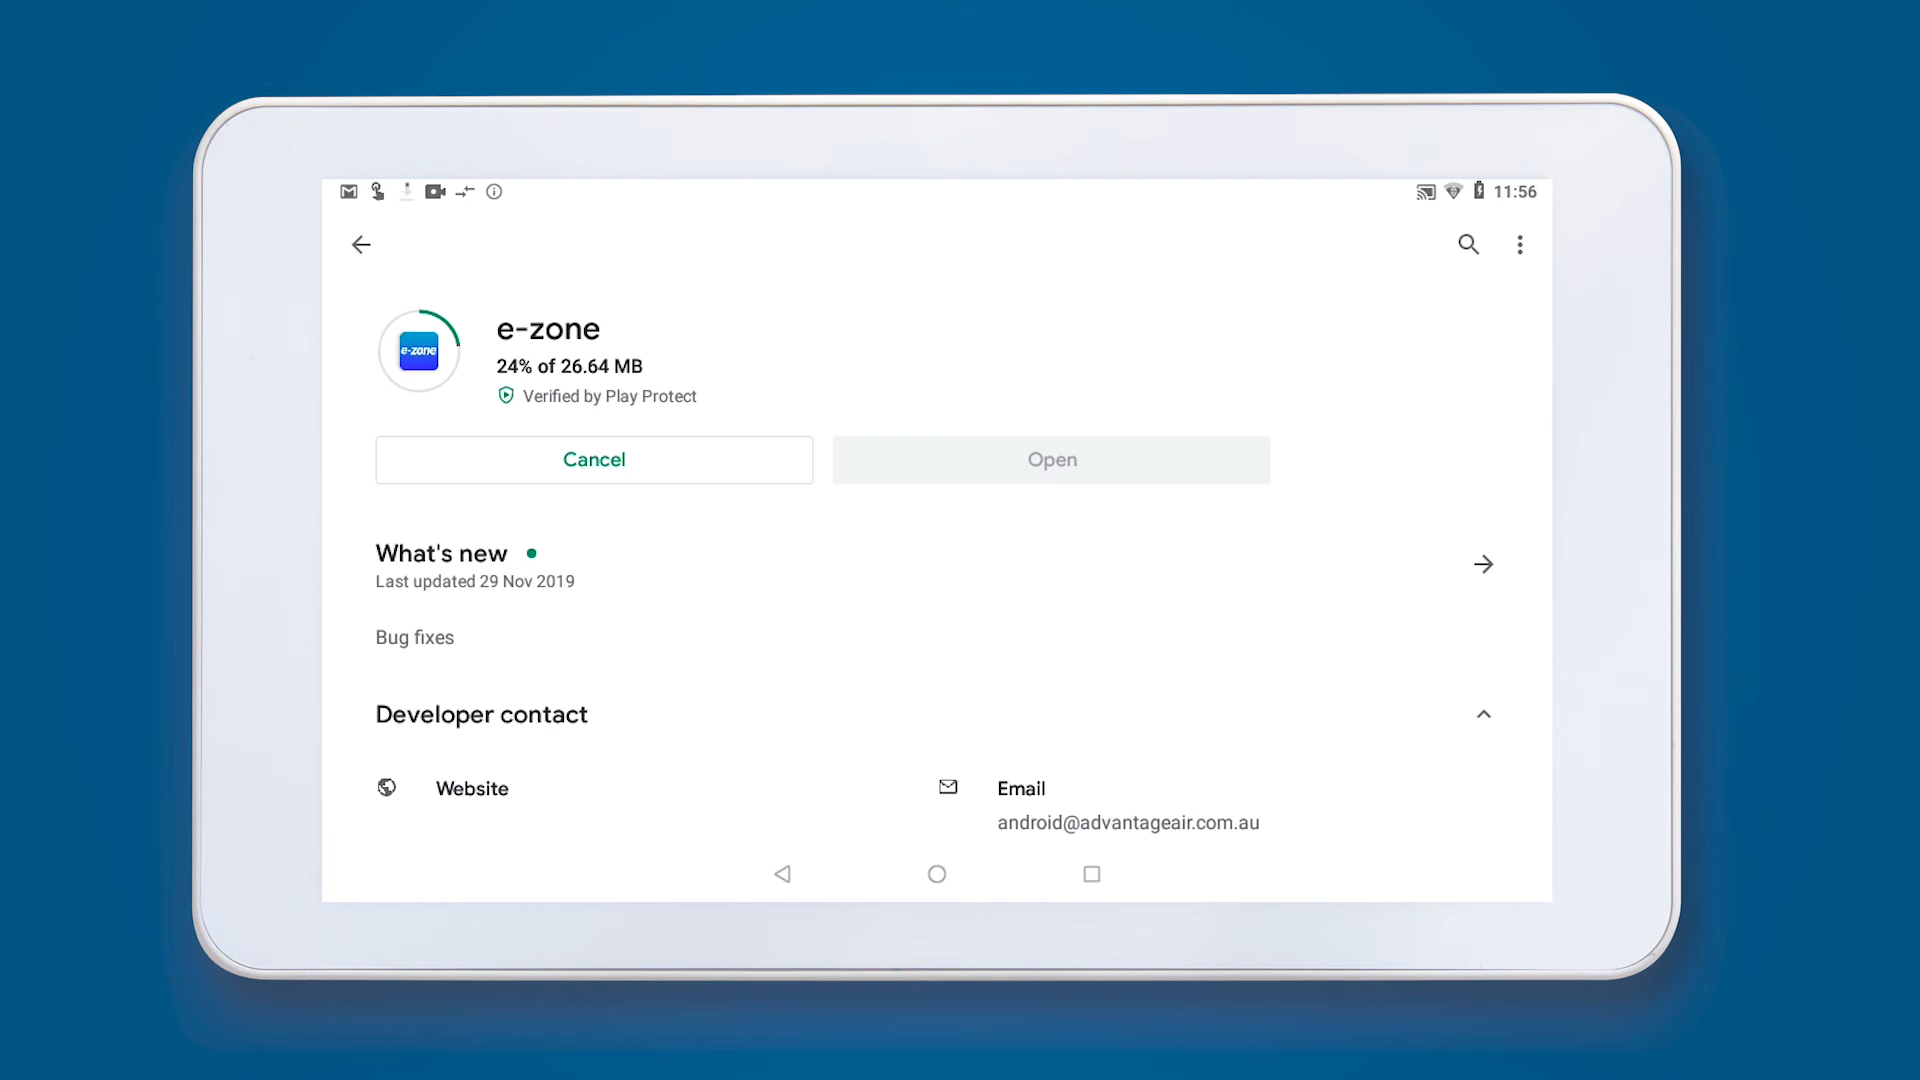 11:56
e-zone
e-zone
24% of 26.64 MB
Verified by Play Protect
Cancel
Open
What's new
Last updated 29 Nov 2019
Bug fixes
Developer contact
Website
Email
android@advantageair.com.au